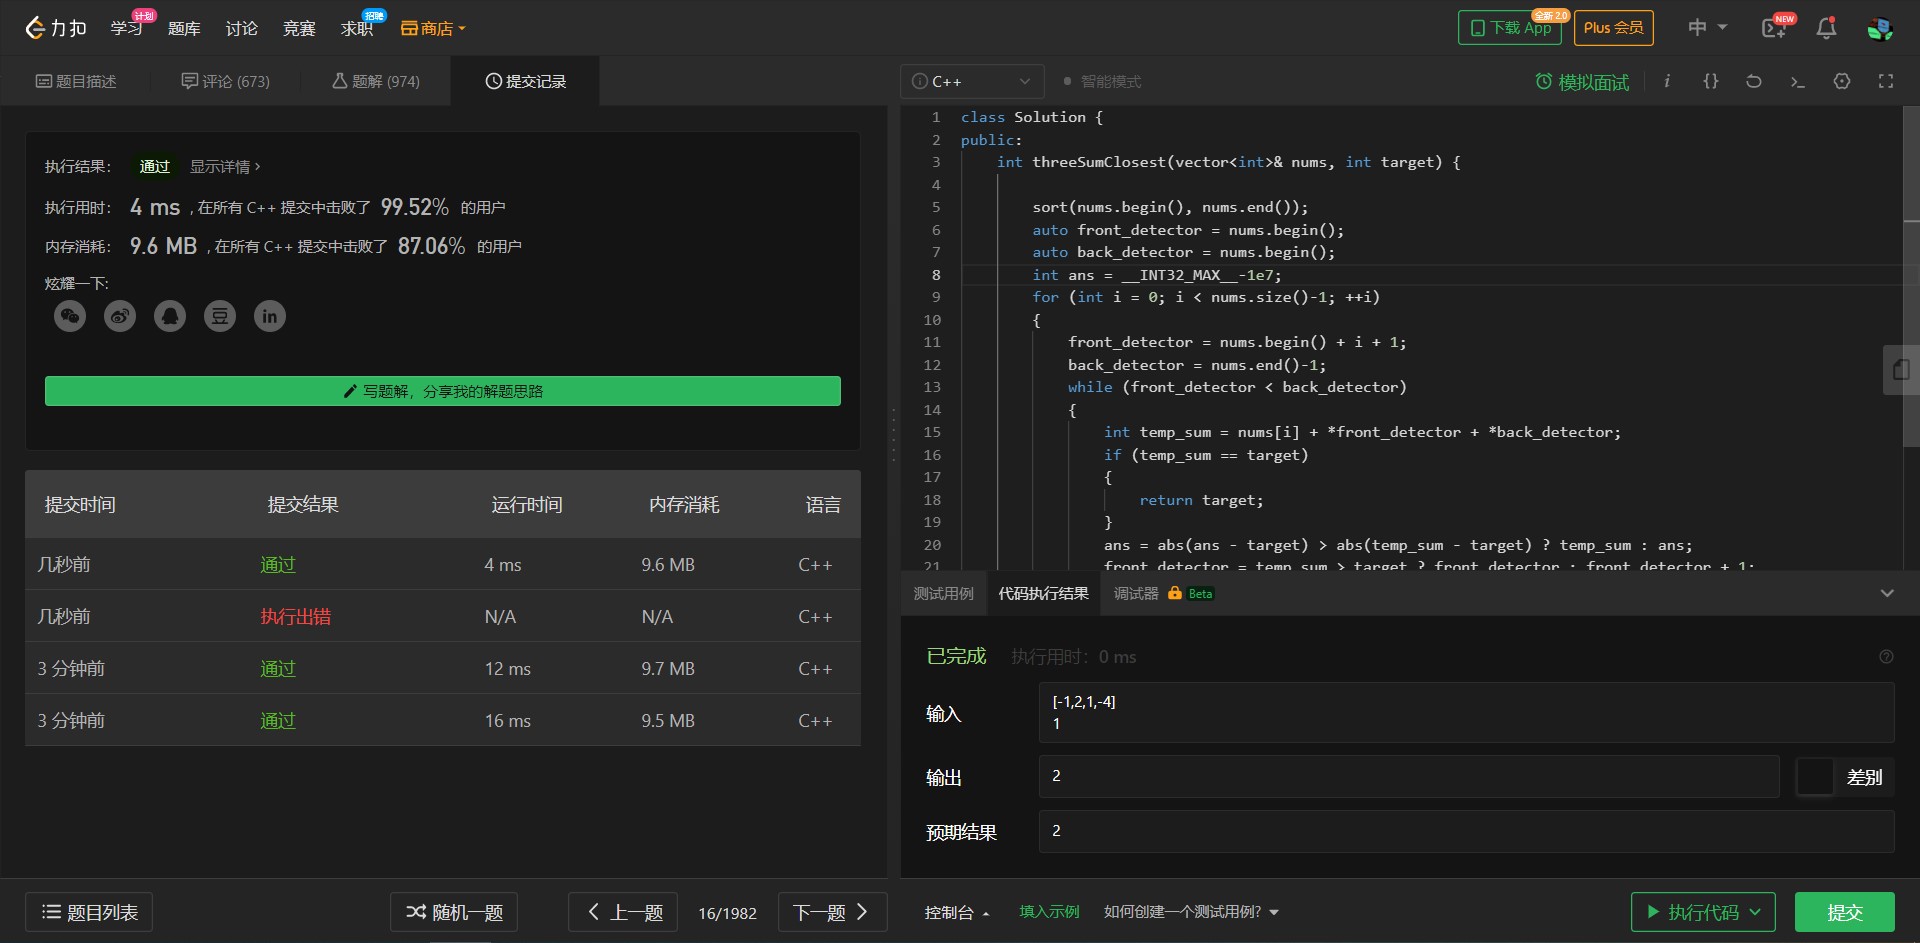 力扣 学习 计划 题库 讨论 竞赛 求职 招聘 商店
下载 App 全新 2.0 Plus 会员 中 NEW
题目描述 评论 (673) 题解 (974) 提交记录
C++ 智能模式 模拟面试
执行结果： 通过 显示详情 ›
执行用时： 4 ms , 在所有 C++ 提交中击败了 99.52% 的用户
内存消耗： 9.6 MB , 在所有 C++ 提交中击败了 87.06% 的用户
炫耀一下:
写题解，分享我的解题思路
提交时间 提交结果 运行时间 内存消耗 语言
几秒前 通过 4 ms 9.6 MB C++
几秒前 执行出错 N/A N/A C++
3 分钟前 通过 12 ms 9.7 MB C++
3 分钟前 通过 16 ms 9.5 MB C++
1 class Solution {
2 public:
3 int threeSumClosest(vector<int>& nums, int target) {
4
5 sort(nums.begin(), nums.end());
6 auto front_detector = nums.begin();
7 auto back_detector = nums.begin();
8 int ans = __INT32_MAX__-1e7;
9 for (int i = 0; i < nums.size()-1; ++i)
10 {
11 front_detector = nums.begin() + i + 1;
12 back_detector = nums.end()-1;
13 while (front_detector < back_detector)
14 {
15 int temp_sum = nums[i] + *front_detector + *back_detector;
16 if (temp_sum == target)
17 {
18 return target;
19 }
20 ans = abs(ans - target) > abs(temp_sum - target) ? temp_sum : ans;
21 front_detector = temp_sum > target ? front_detector : front_detector + 1;
测试用例 代码执行结果 调试器 Beta
已完成 执行用时: 0 ms
输入
[-1,2,1,-4]
1
输出 2 差别
预期结果 2
题目列表 随机一题 上一题 16/1982 下一题
控制台 填入示例 如何创建一个测试用例? 执行代码 提交